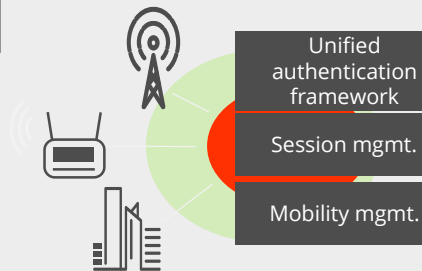 Unified
authentication
framework
Session mgmt.
Mobility mgmt.